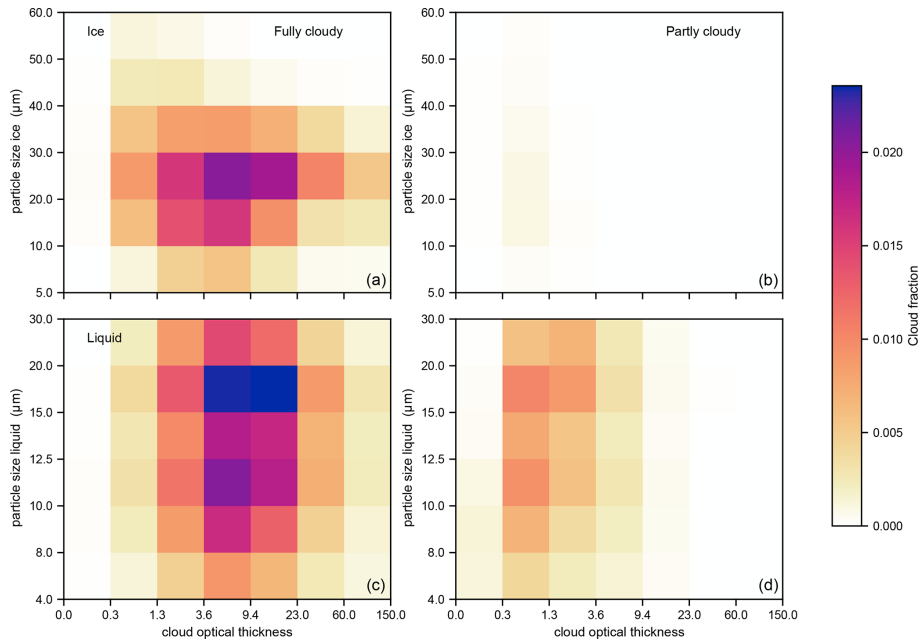 60.0
Ice
Fully cloudy
50.0
40.0
30.0
20.0
10.0
5.0
particle size ice (μm)
(a)
60.0
Partly cloudy
50.0
40.0
30.0
20.0
10.0
5.0
particle size ice (μm)
(b)
30.0
Liquid
20.0
15.0
12.5
10.0
8.0
4.0
particle size liquid (μm)
(c)
0.0 0.3 1.3 3.6 9.4 23.0 60.0 150.0
cloud optical thickness
30.0
20.0
15.0
12.5
10.0
8.0
4.0
particle size liquid (μm)
(d)
0.0 0.3 1.3 3.6 9.4 23.0 60.0 150.0
cloud optical thickness
0.020
0.015
0.010
0.005
0.000
Cloud fraction